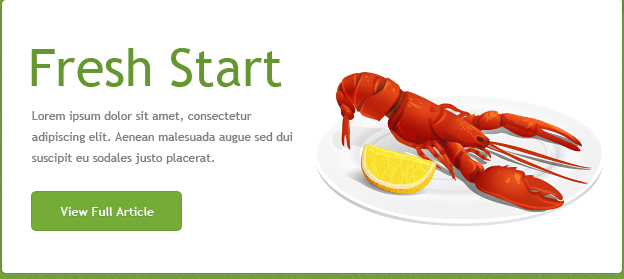 Fresh Start
Lorem ipsum dolor sit amet, consectetur
adipiscing elit. Aenean malesuada augue sed dui
suscipit eu sodales justo placerat.
View Full Article